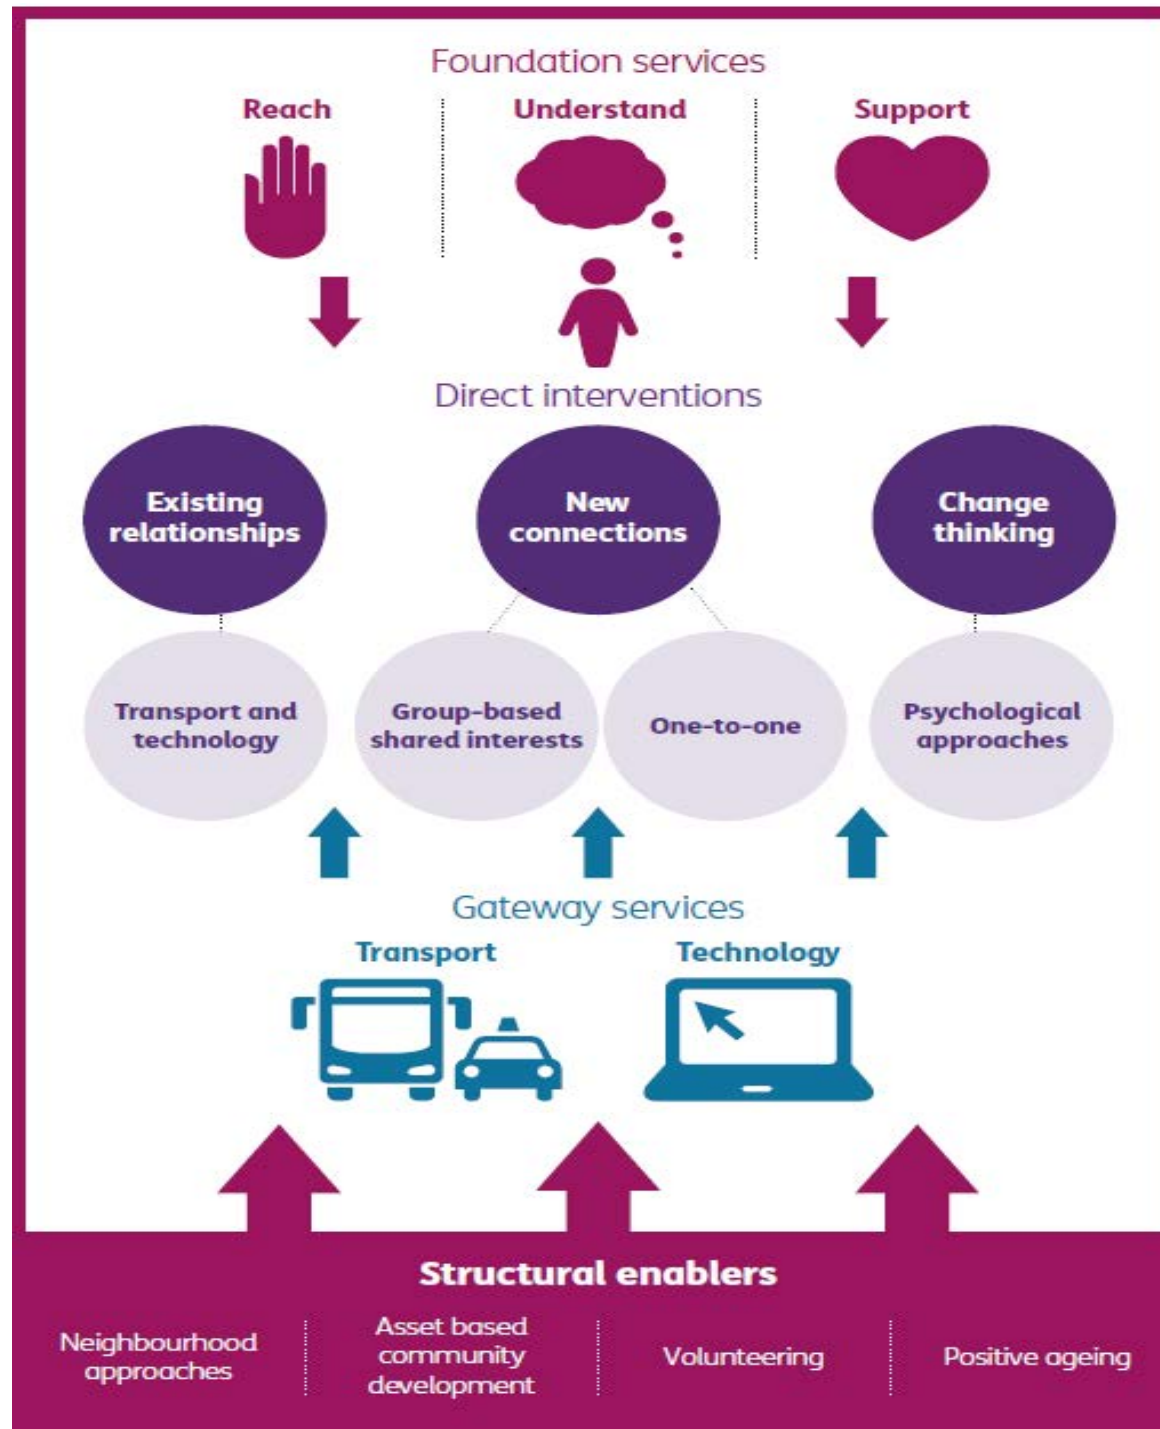 Foundation services
Reach
Understand
Support
Direct interventions
Existing
relationships
New
connections
Change
thinking
Transport and
technology
Group-based
shared interests
One-to-one
Psychological
approaches
Gateway services
Transport
Technology
Structural enablers
Neighbourhood
approaches
Asset based
community
development
Volunteering
Positive ageing